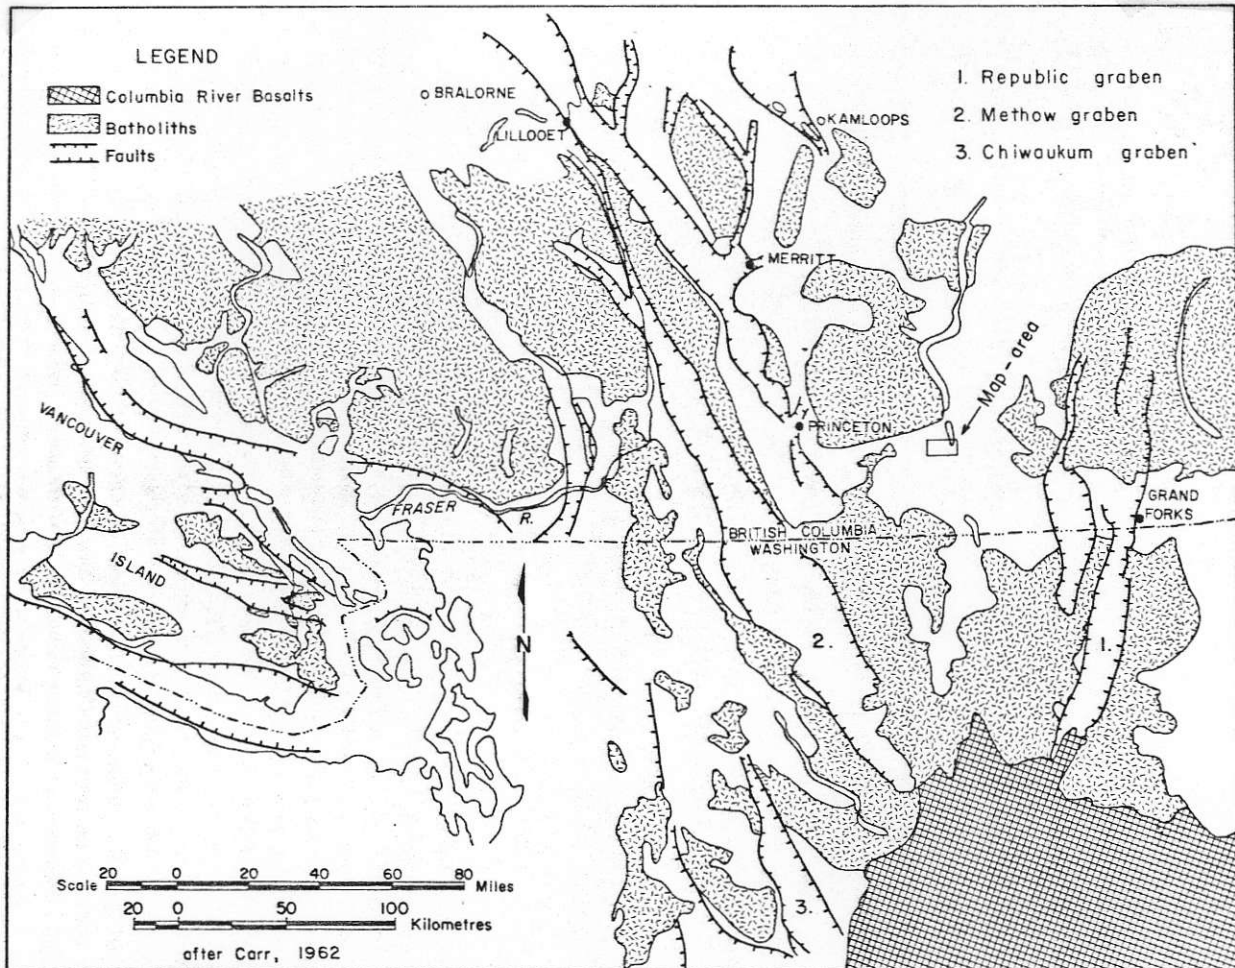 LEGEND
Columbia River Basalts
Batholiths
Faults
1. Republic graben
2. Methow graben
3. Chiwaukum graben
BRALORNE
LILLOOET
KAMLOOPS
MERRITT
Map-area
PRINCETON
VANCOUVER
ISLAND
FRASER R.
GRAND
FORKS
BRITISH COLUMBIA
WASHINGTON
N
1.
2.
3.
Scale 20 0 20 40 60 80 Miles
20 0 50 100 Kilometres
after Carr, 1962